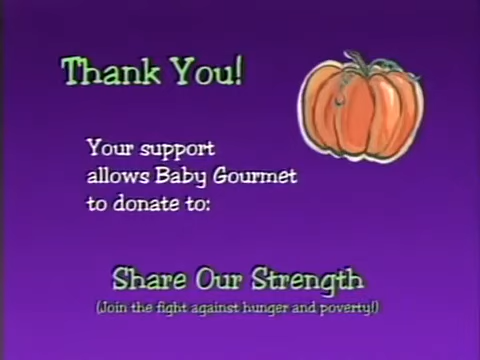 Thank You!
Your support
allows Baby Gourmet
to donate to:
Share Our Strength
(Join the fight against hunger and poverty!)